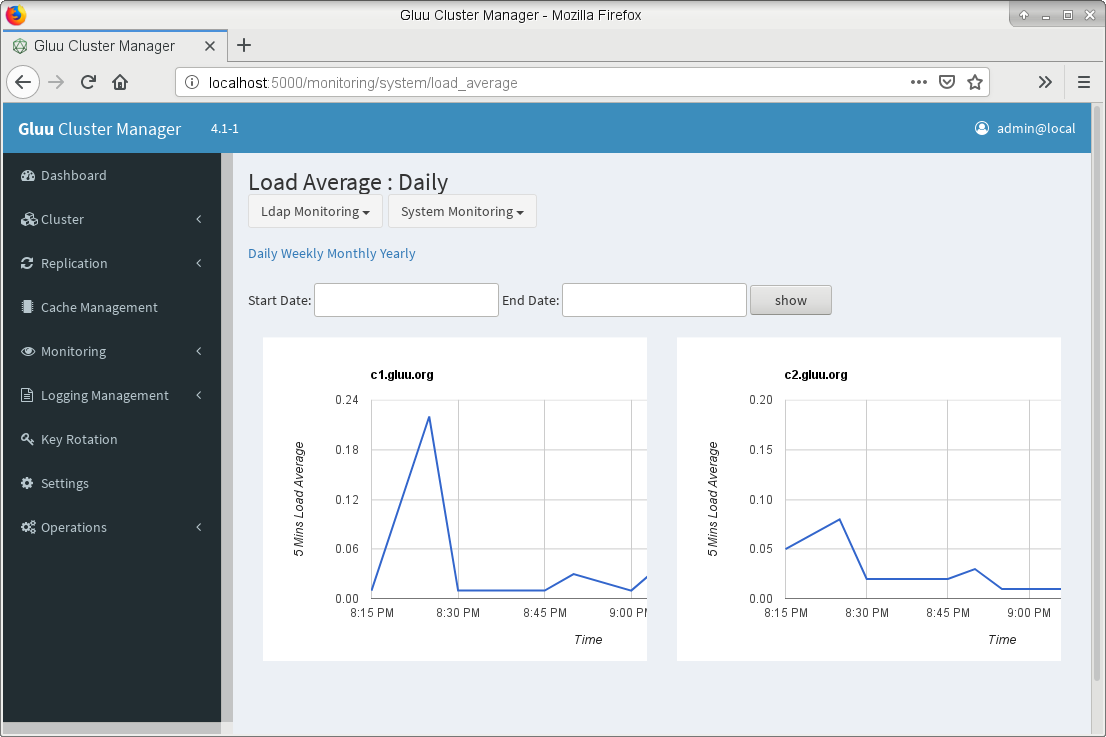 Gluu Cluster Manager - Mozilla Firefox
Gluu Cluster Manager
localhost:5000/monitoring/system/load_average
Gluu Cluster Manager 4.1-1 admin@local
Dashboard
Cluster
Replication
Cache Management
Monitoring
Logging Management
Key Rotation
Settings
Operations
Load Average : Daily
Ldap Monitoring System Monitoring
Daily Weekly Monthly Yearly
Start Date: End Date: show
c1.gluu.org
5 Mins Load Average
0.24
0.18
0.12
0.06
0.00
8:15 PM 8:30 PM 8:45 PM 9:00 P
Time
c2.gluu.org
5 Mins Load Average
0.20
0.15
0.10
0.05
0.00
8:15 PM 8:30 PM 8:45 PM 9:00 PM
Time